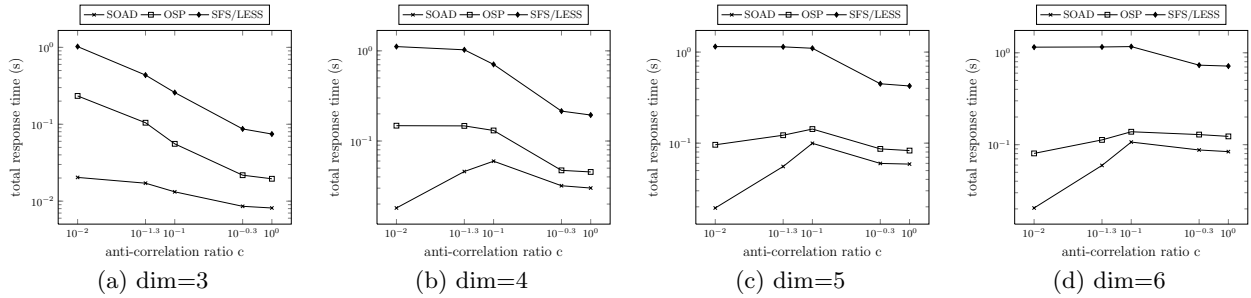 SOAD OSP SFS/LESS
total response time (s)
10^0
10^-1
10^-2
10^-2 10^-1.3 10^-1 10^-0.3 10^0
anti-correlation ratio c
(a) dim=3
SOAD OSP SFS/LESS
total response time (s)
10^0
10^-1
10^-2 10^-1.3 10^-1 10^-0.3 10^0
anti-correlation ratio c
(b) dim=4
SOAD OSP SFS/LESS
total response time (s)
10^0
10^-1
10^-2 10^-1.3 10^-1 10^-0.3 10^0
anti-correlation ratio c
(c) dim=5
SOAD OSP SFS/LESS
total response time (s)
10^0
10^-1
10^-2 10^-1.3 10^-1 10^-0.3 10^0
anti-correlation ratio c
(d) dim=6